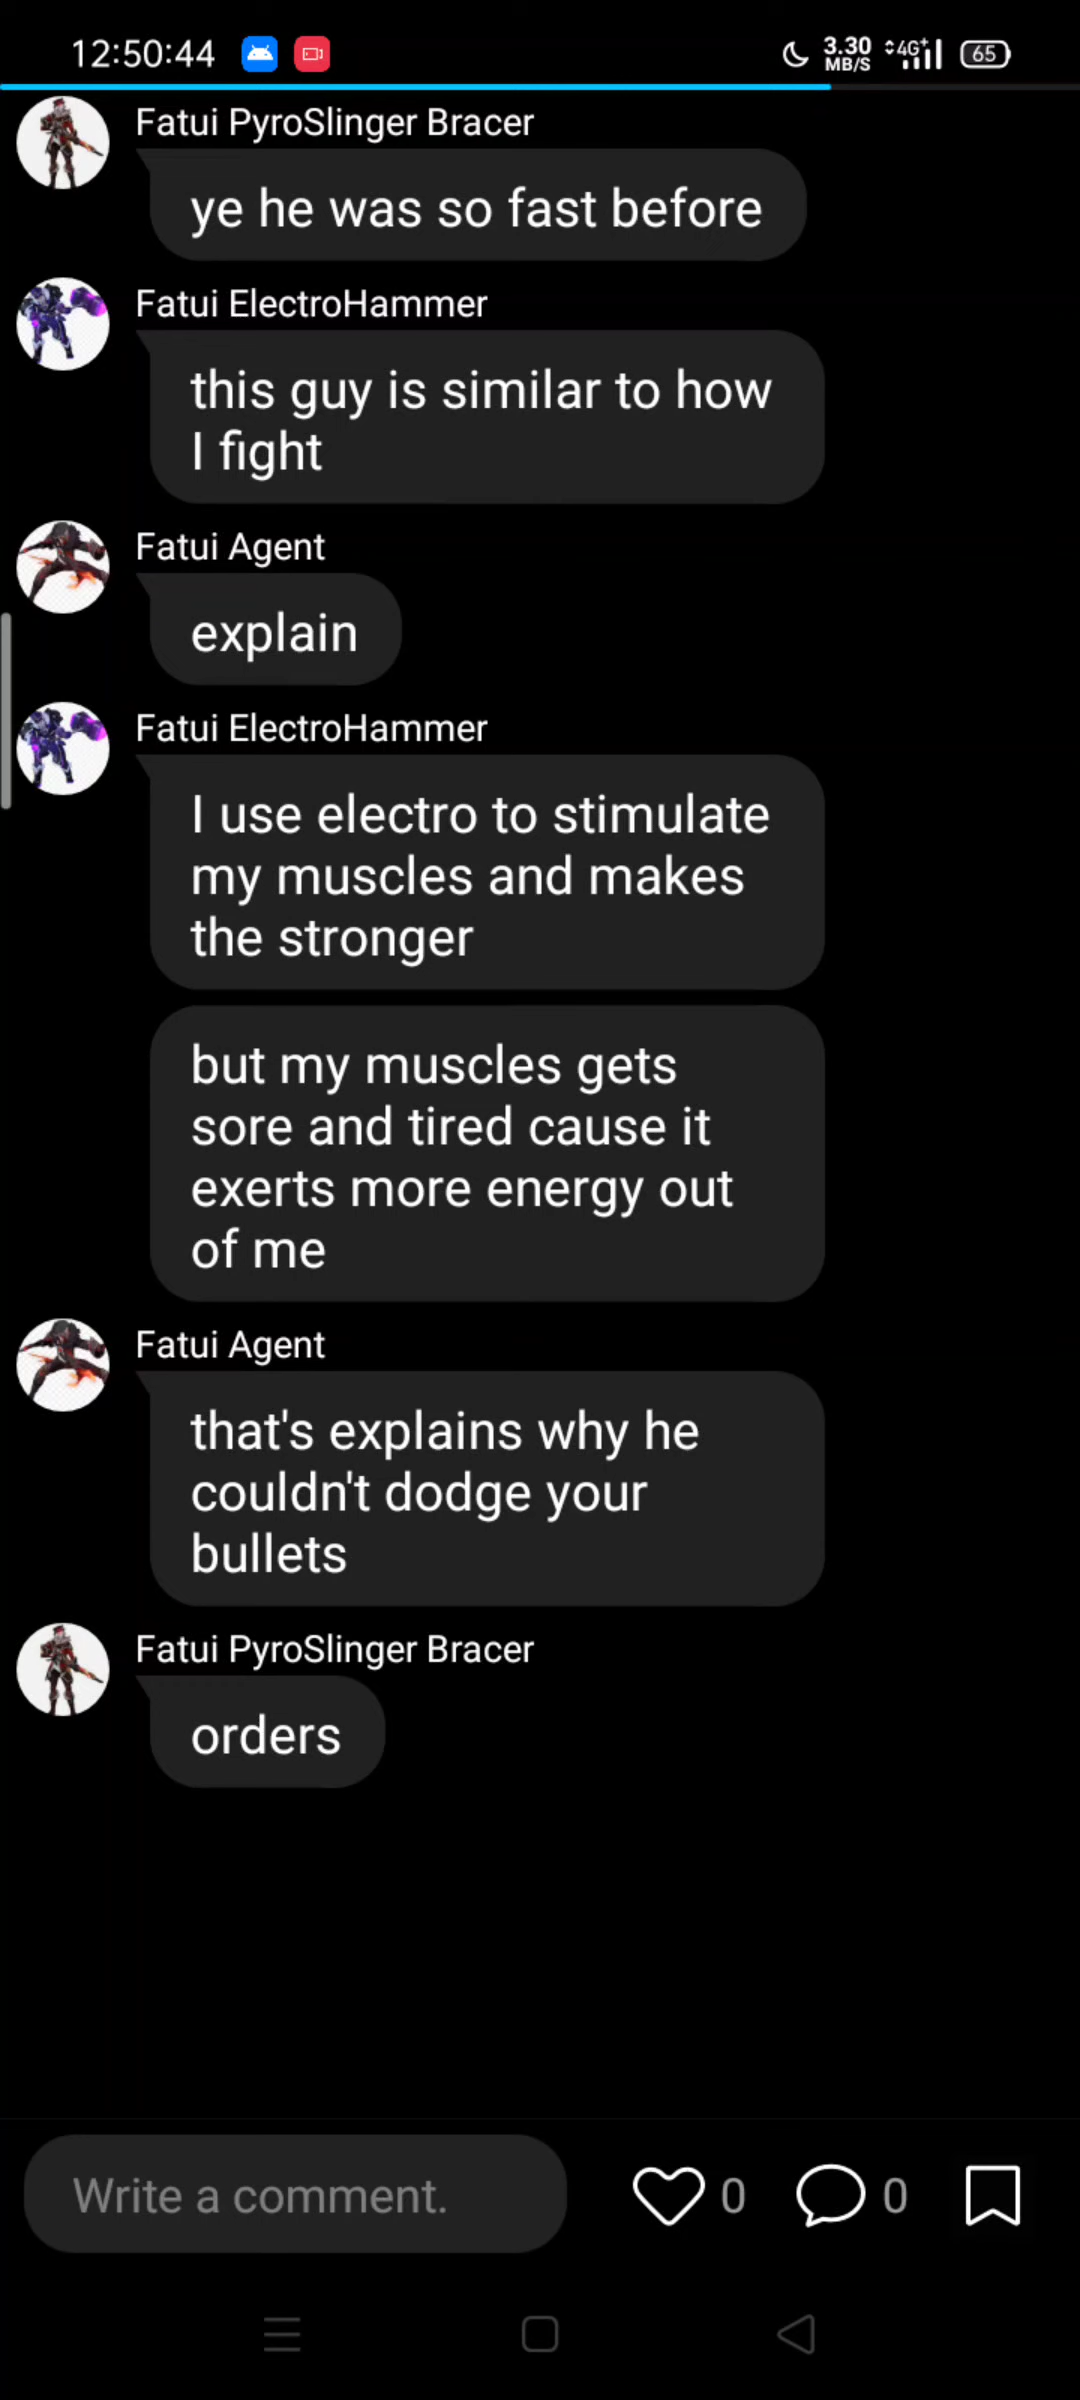 12:50:44
3.30
MB/S
4G+
65
Fatui PyroSlinger Bracer
ye he was so fast before
Fatui ElectroHammer
this guy is similar to how
I fight
Fatui Agent
explain
Fatui ElectroHammer
I use electro to stimulate
my muscles and makes
the stronger
but my muscles gets
sore and tired cause it
exerts more energy out
of me
Fatui Agent
that's explains why he
couldn't dodge your
bullets
Fatui PyroSlinger Bracer
orders
Write a comment.
0
0